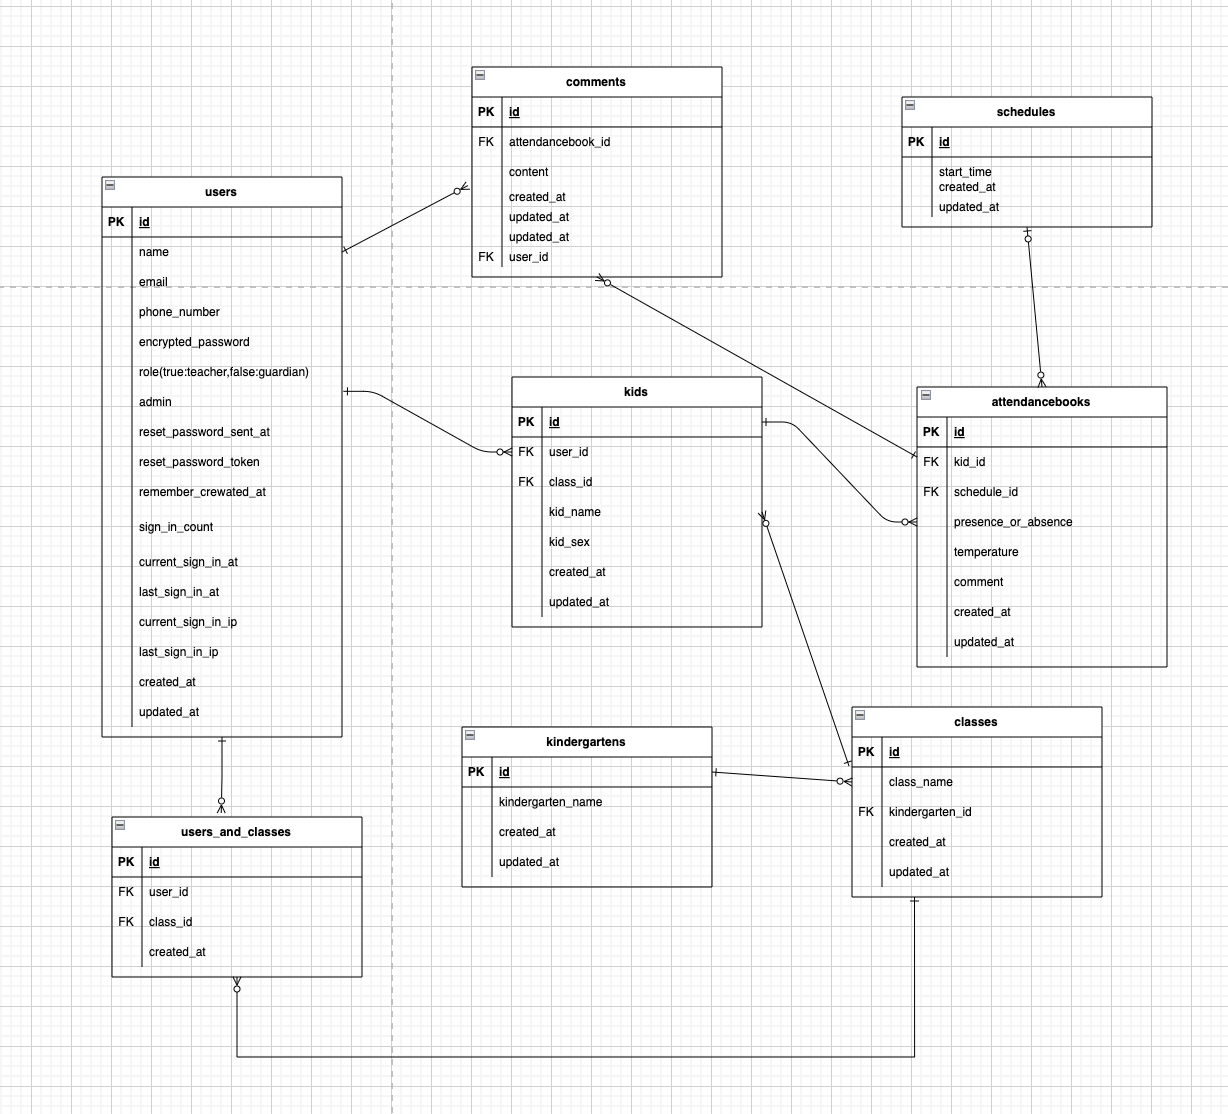 comments
PK id
FK attendancebook_id
content
created_at
updated_at
updated_at
FK user_id
schedules
PK id
start_time
created_at
updated_at
users
PK id
name
email
phone_number
encrypted_password
role(true:teacher,false:guardian)
admin
reset_password_sent_at
reset_password_token
remember_crewated_at
sign_in_count
current_sign_in_at
last_sign_in_at
current_sign_in_ip
last_sign_in_ip
created_at
updated_at
kids
PK id
FK user_id
FK class_id
kid_name
kid_sex
created_at
updated_at
attendancebooks
PK id
FK kid_id
FK schedule_id
presence_or_absence
temperature
comment
created_at
updated_at
kindergartens
PK id
kindergarten_name
created_at
updated_at
classes
PK id
class_name
FK kindergarten_id
created_at
updated_at
users_and_classes
PK id
FK user_id
FK class_id
created_at